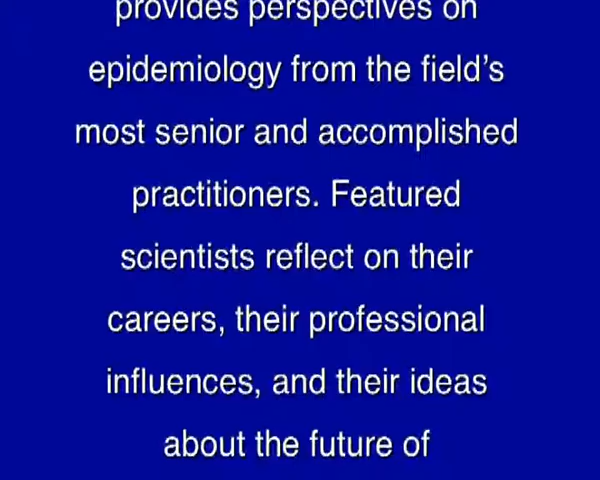 provides perspectives on
epidemiology from the field’s
most senior and accomplished
practitioners. Featured
scientists reflect on their
careers, their professional
influences, and their ideas
about the future of